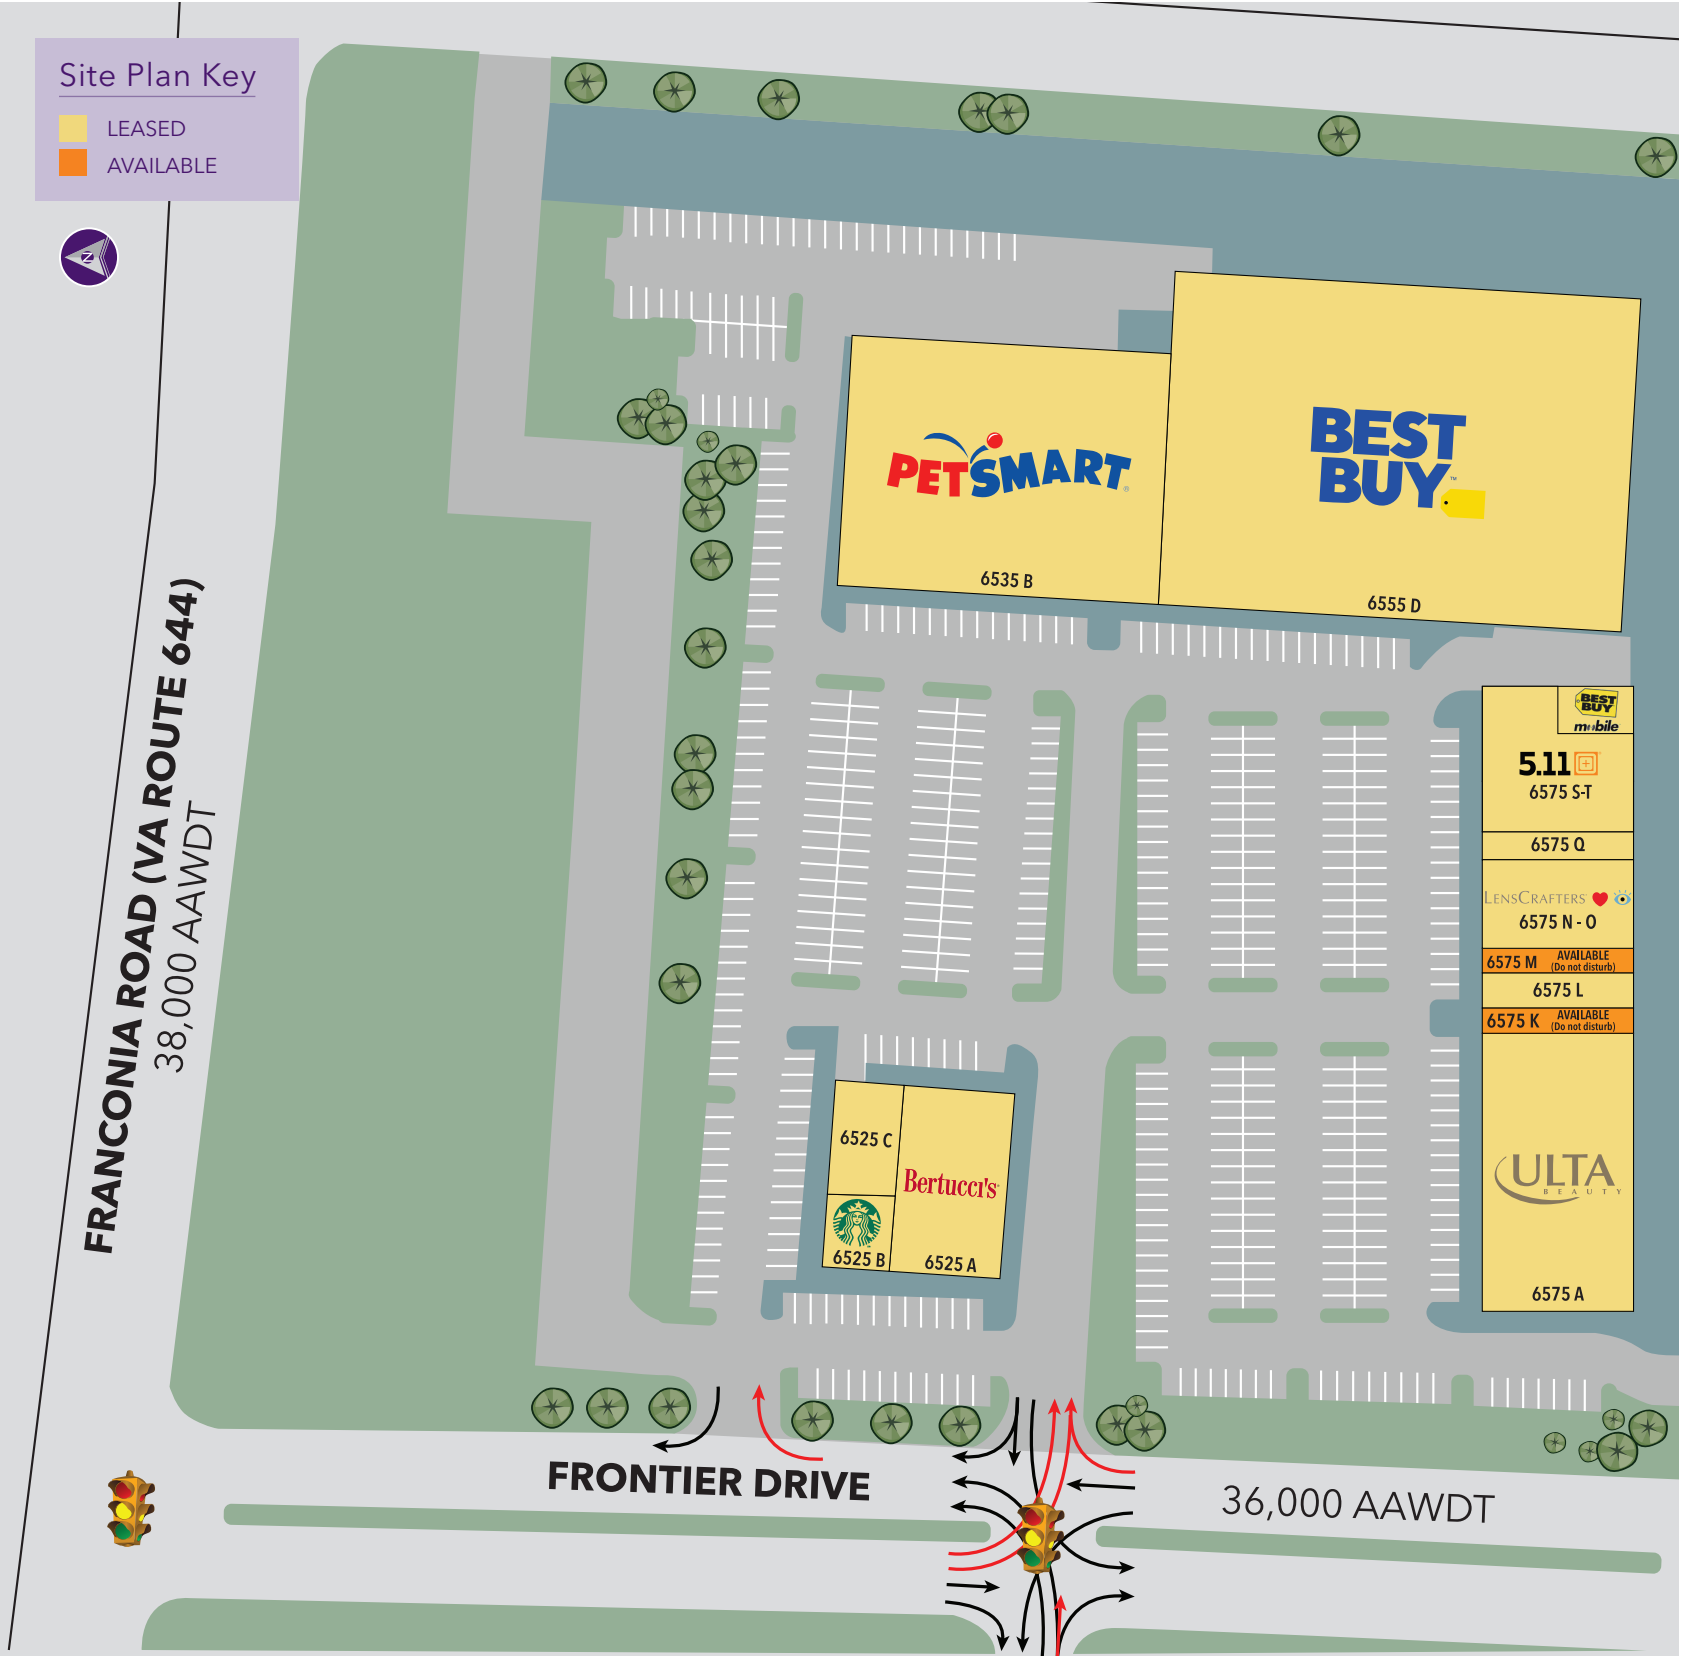 Site Plan Key
LEASED
AVAILABLE
N
FRANCONIA ROAD (VA ROUTE 644)
38,000 AAWDT
PETSMART®
6535 B
BEST
BUY™
6555 D
BEST
BUY
mobile
5.11
6575 S-T
6575 Q
LENSCRAFTERS
6575 N - O
6575 M
AVAILABLE
(Do not disturb)
6575 L
6575 K
AVAILABLE
(Do not disturb)
ULTA
BEAUTY
6575 A
6525 C
Bertucci's
6525 B
6525 A
FRONTIER DRIVE
36,000 AAWDT